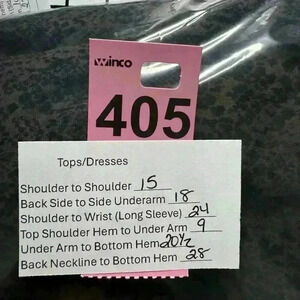 winco
405
Tops/Dresses
Shoulder to Shoulder 15
Back Side to Side Underarm 18
Shoulder to Wrist (Long Sleeve) 24
Top Shoulder Hem to Under Arm 9
Under Arm to Bottom Hem 20½
Back Neckline to Bottom Hem 28